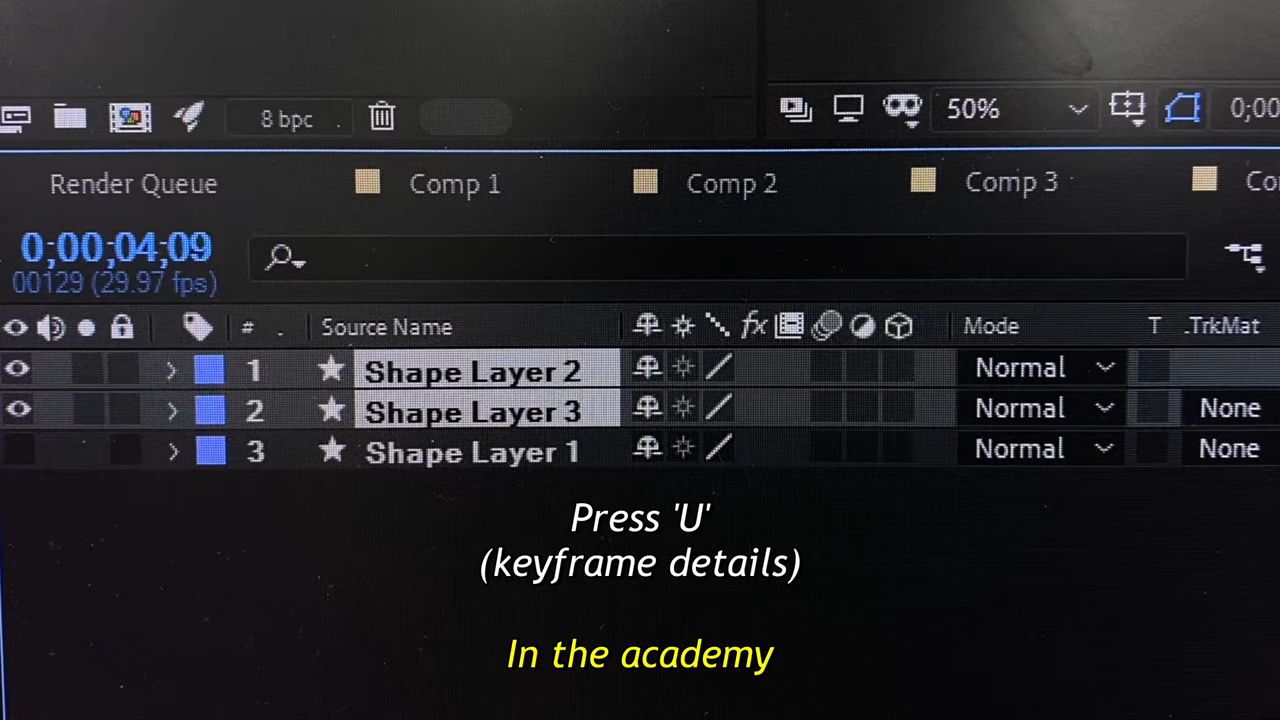 8 bpc
50%
0;00
Render Queue
Comp 1
Comp 2
Comp 3
0;00;04;09
00129 (29.97 fps)
# . Source Name fx Mode T .TrkMat
1 Shape Layer 2 Normal
2 Shape Layer 3 Normal None
3 Shape Layer 1 Normal None
Press 'U'
(keyframe details)
In the academy